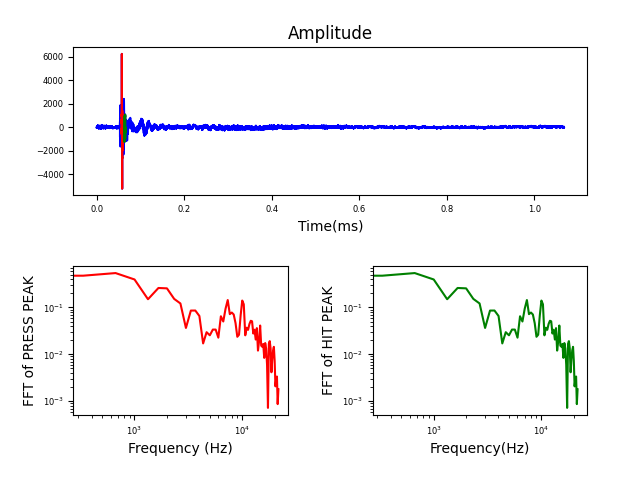 Amplitude
6000
4000
2000
0
−2000
−4000
0.0 0.2 0.4 0.6 0.8 1.0
Time(ms)
FFT of PRESS PEAK
10⁻¹
10⁻²
10⁻³
10³ 10⁴
Frequency (Hz)
FFT of HIT PEAK
10⁻¹
10⁻²
10⁻³
10³ 10⁴
Frequency(Hz)